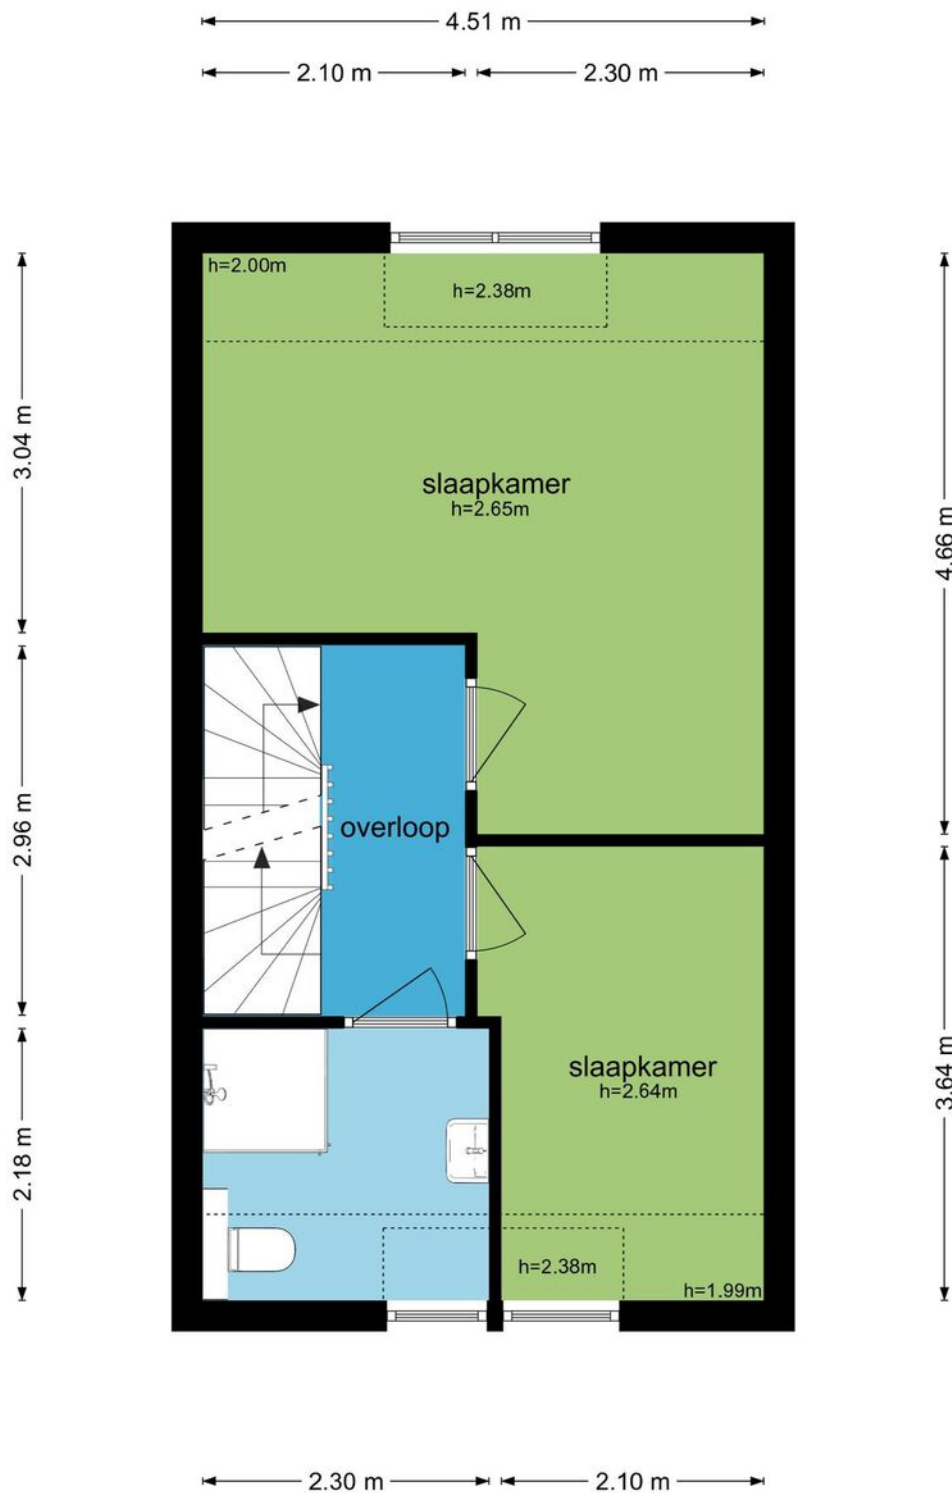 4.51 m
2.10 m
2.30 m
h=2.00m
h=2.38m
3.04 m
slaapkamer
h=2.65m
4.66 m
2.96 m
overloop
slaapkamer
h=2.64m
3.64 m
2.18 m
h=2.38m
h=1.99m
2.30 m
2.10 m